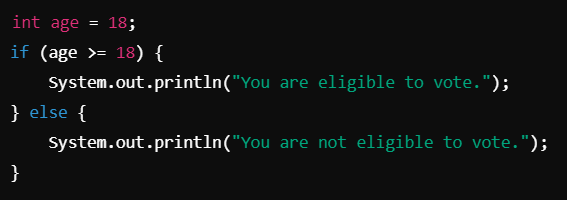 int age = 18;
if (age >= 18) {
    System.out.println("You are eligible to vote.");
} else {
    System.out.println("You are not eligible to vote.");
}